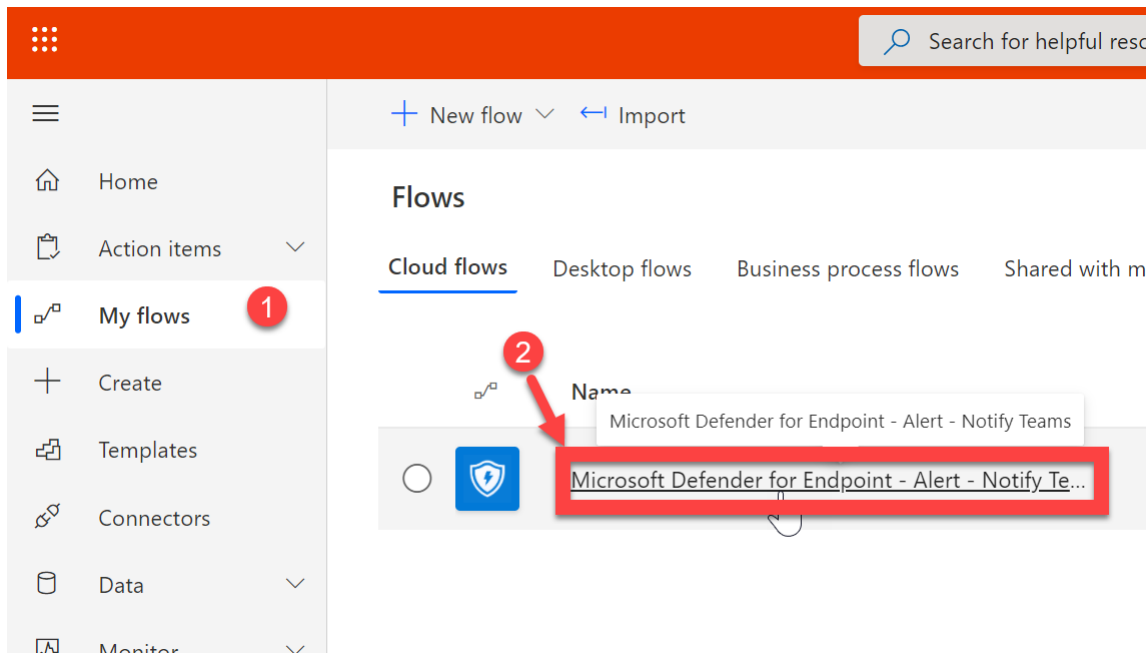 Search for helpful reso
New flow
Import
Home
Flows
Action items
Cloud flows
Desktop flows
Business process flows
Shared with m
My flows
1
2
Create
Name
Microsoft Defender for Endpoint - Alert - Notify Teams
Templates
Microsoft Defender for Endpoint - Alert - Notify Te...
Connectors
Data
Monitor